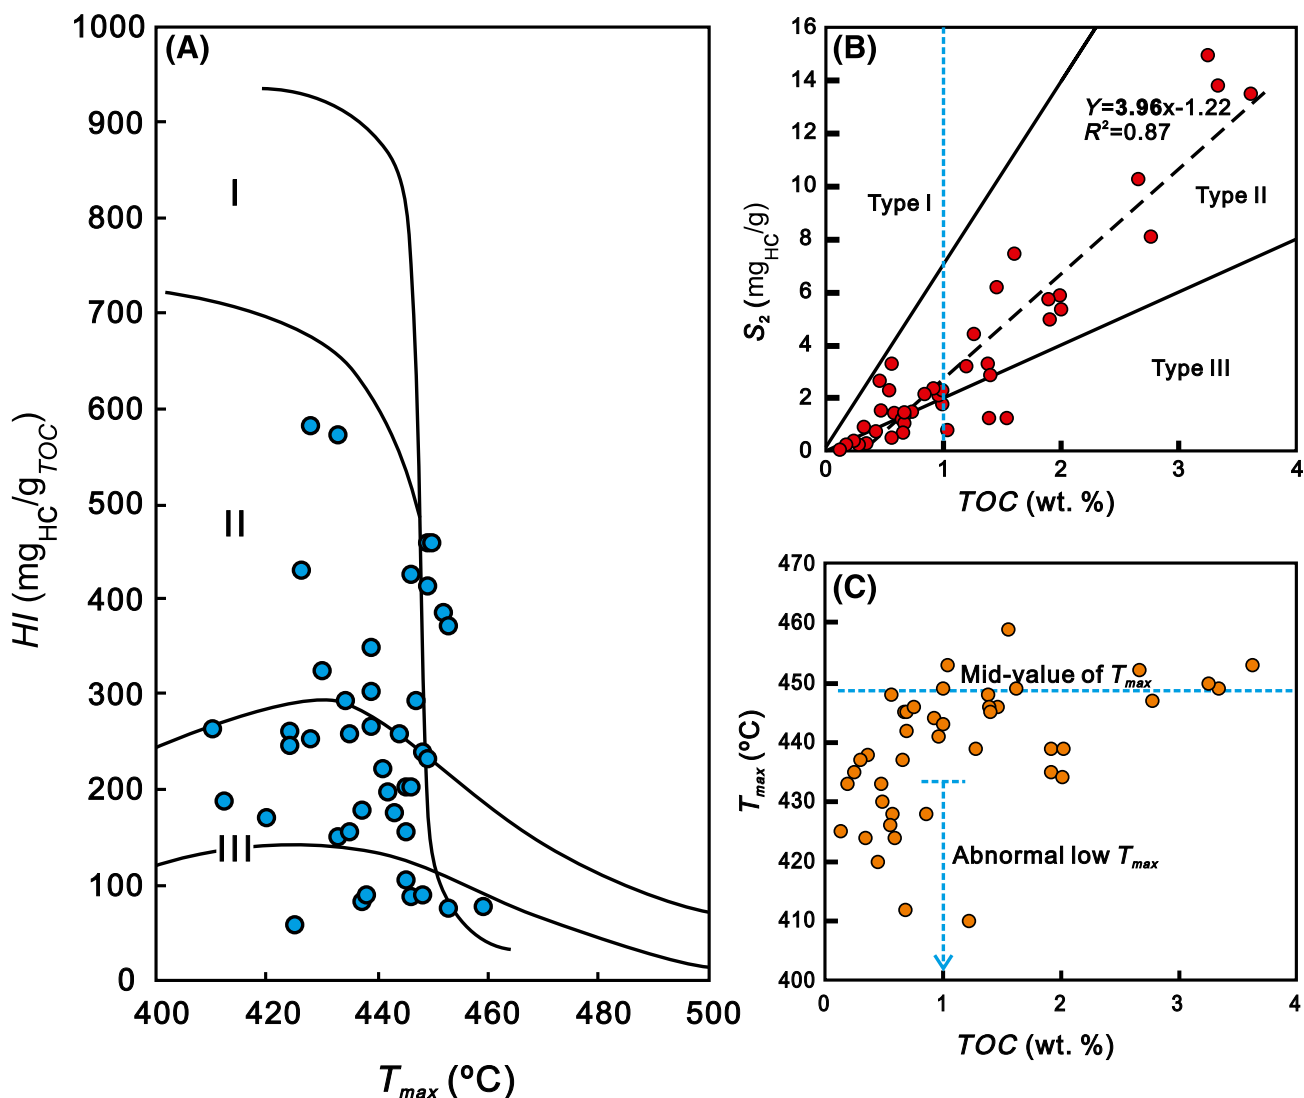 (A)
1000
900
800
700
600
500
400
300
200
100
0
HI (mgHC/gTOC)
I
II
III
400 420 440 460 480 500
Tmax (ºC)
(B)
16
14
12
10
8
6
4
2
0
S2 (mgHC/g)
Y=3.96x-1.22
R²=0.87
Type I
Type II
Type III
0 1 2 3 4
TOC (wt. %)
(C)
470
460
450
440
430
420
410
400
Tmax (ºC)
Mid-value of Tmax
Abnormal low Tmax
0 1 2 3 4
TOC (wt. %)